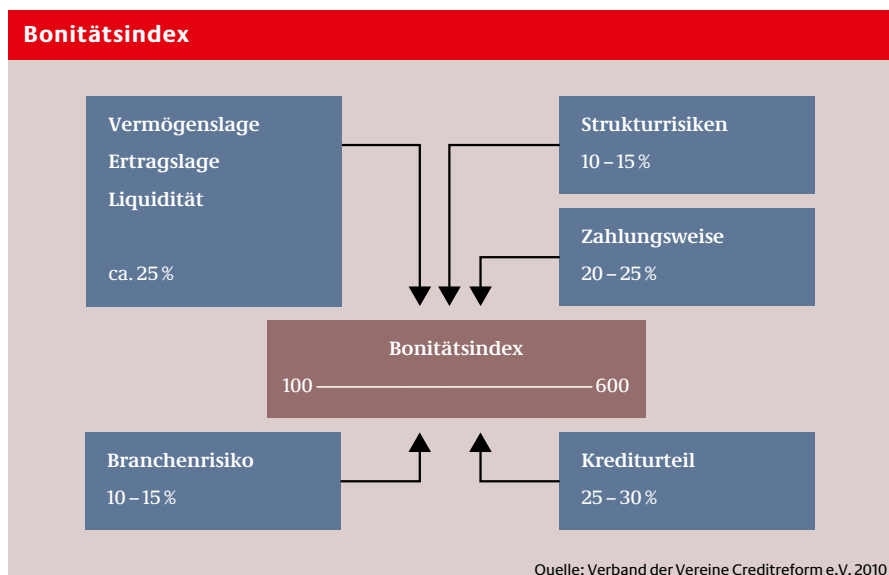 Bonitätsindex
Vermögenslage
Ertragslage
Liquidität
ca. 25 %
Strukturrisiken
10 – 15 %
Zahlungsweise
20 – 25 %
Bonitätsindex
100 600
Branchenrisiko
10 – 15 %
Krediturteil
25 – 30 %
Quelle: Verband der Vereine Creditreform e.V. 2010